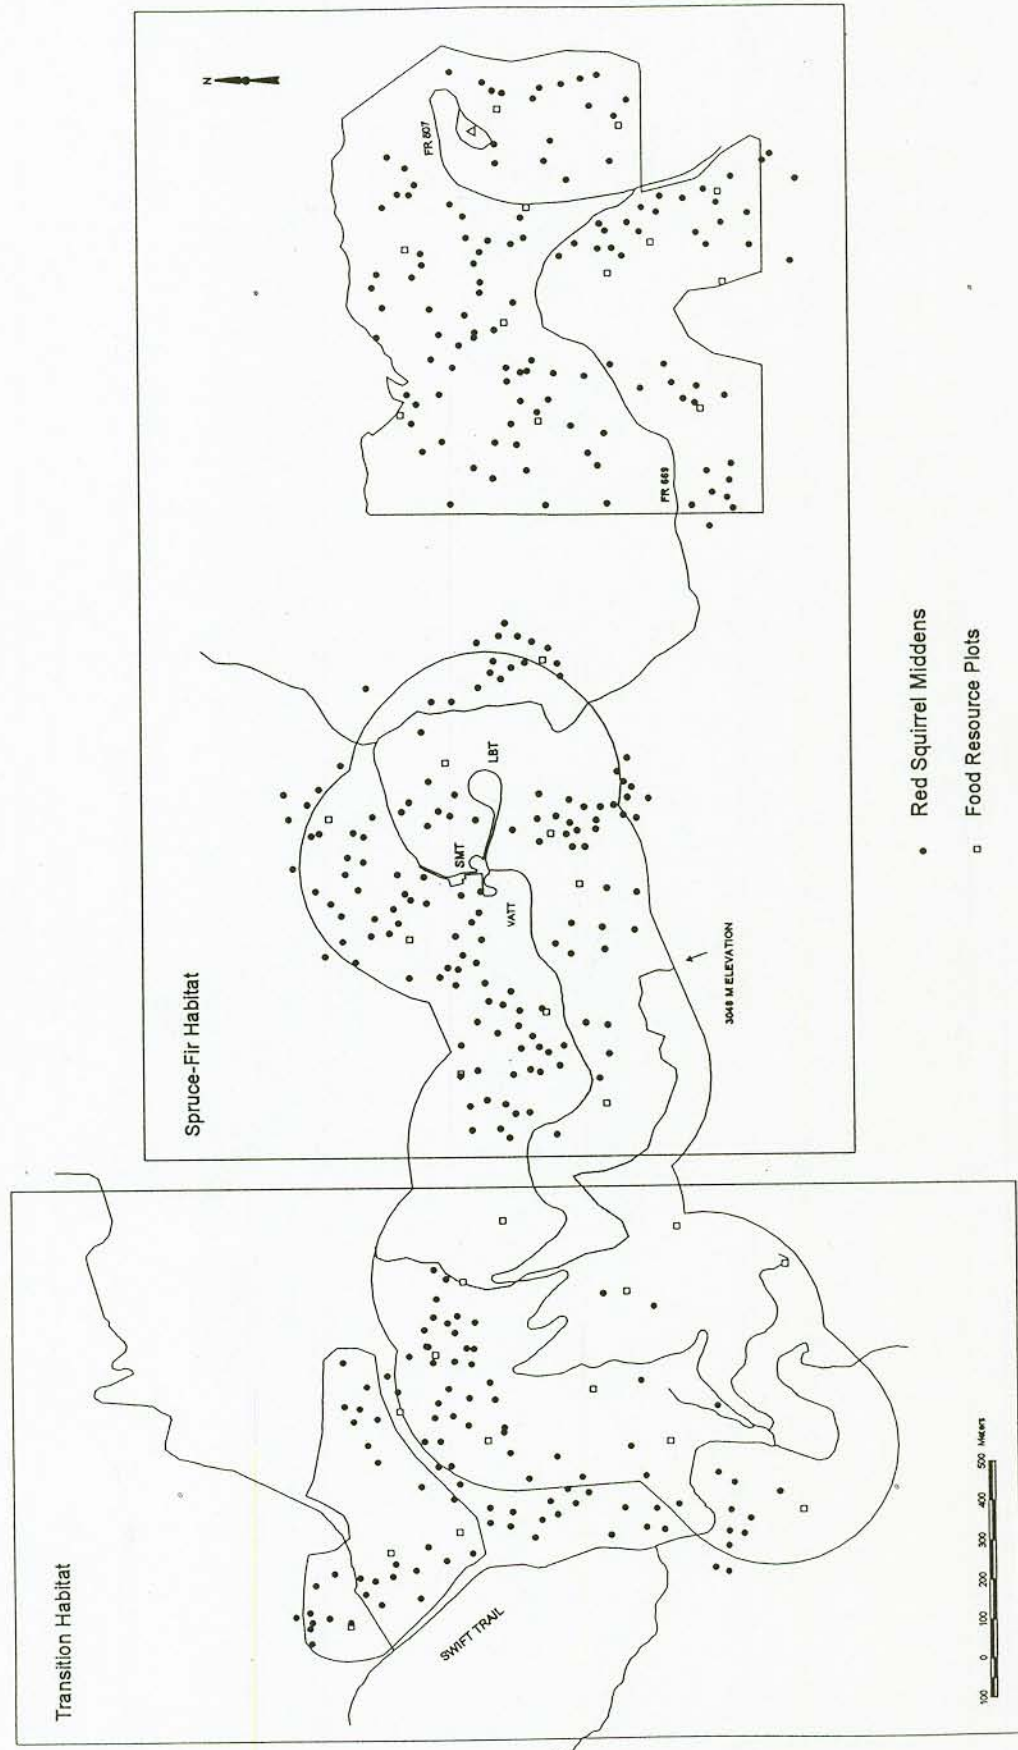 Transition Habitat
Spruce-Fir Habitat
N
FR 807
FR 669
LBT
SMT
VATT
3048 M ELEVATION
SWIFT TRAIL
Red Squirrel Middens
Food Resource Plots
100 0 100 200 300 400 500 Meters